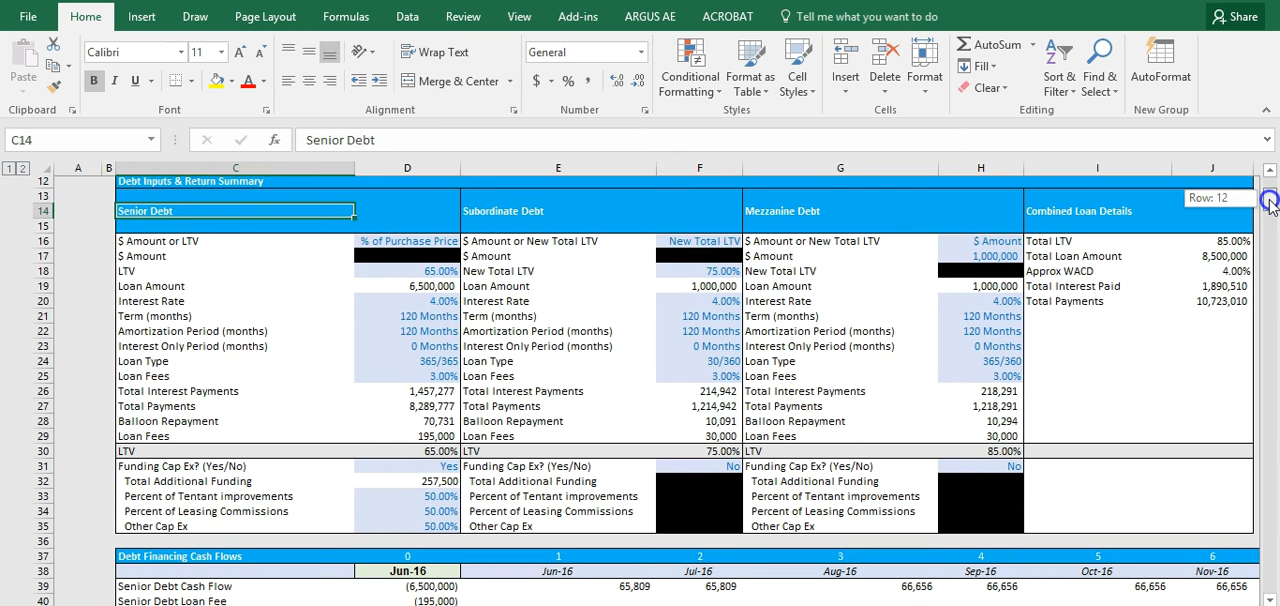 File Home Insert Draw Page Layout Formulas Data Review View Add-ins ARGUS AE ACROBAT Tell me what you want to do Share
Paste Calibri 11 A A B I U A Wrap Text Merge & Center General $ % , Conditional Formatting Format as Table Cell Styles Insert Delete Format AutoSum Fill Clear Sort & Filter Find & Select AutoFormat
Clipboard Font Alignment Number Styles Cells Editing New Group
C14 fx Senior Debt
1 2 A B C D E F G H I J
12 Debt Inputs & Return Summary
13 Row: 12
14 Senior Debt Subordinate Debt Mezzanine Debt Combined Loan Details
15
16 $ Amount or LTV % of Purchase Price $ Amount or New Total LTV New Total LTV $ Amount or New Total LTV $ Amount Total LTV 85.00%
17 $ Amount $ Amount $ Amount 1,000,000 Total Loan Amount 8,500,000
18 LTV 65.00% New Total LTV 75.00% New Total LTV Approx WACD 4.00%
19 Loan Amount 6,500,000 Loan Amount 1,000,000 Loan Amount 1,000,000 Total Interest Paid 1,890,510
20 Interest Rate 4.00% Interest Rate 4.00% Interest Rate 4.00% Total Payments 10,723,010
21 Term (months) 120 Months Term (months) 120 Months Term (months) 120 Months
22 Amortization Period (months) 120 Months Amortization Period (months) 120 Months Amortization Period (months) 120 Months
23 Interest Only Period (months) 0 Months Interest Only Period (months) 0 Months Interest Only Period (months) 0 Months
24 Loan Type 365/365 Loan Type 30/360 Loan Type 365/360
25 Loan Fees 3.00% Loan Fees 3.00% Loan Fees 3.00%
26 Total Interest Payments 1,457,277 Total Interest Payments 214,942 Total Interest Payments 218,291
27 Total Payments 8,289,777 Total Payments 1,214,942 Total Payments 1,218,291
28 Balloon Repayment 70,731 Balloon Repayment 10,091 Balloon Repayment 10,294
29 Loan Fees 195,000 Loan Fees 30,000 Loan Fees 30,000
30 LTV 65.00% LTV 75.00% LTV 85.00%
31 Funding Cap Ex? (Yes/No) Yes Funding Cap Ex? (Yes/No) No Funding Cap Ex? (Yes/No) No
32 Total Additional Funding 257,500 Total Additional Funding Total Additional Funding
33 Percent of Tentant improvements 50.00% Percent of Tentant improvements Percent of Tentant improvements
34 Percent of Leasing Commissions 50.00% Percent of Leasing Commissions Percent of Leasing Commissions
35 Other Cap Ex 50.00% Other Cap Ex Other Cap Ex
36
37 Debt Financing Cash Flows 0 1 2 3 4 5 6
38 Jun-16 Jun-16 Jul-16 Aug-16 Sep-16 Oct-16 Nov-16
39 Senior Debt Cash Flow (6,500,000) 65,809 65,809 66,656 66,656 66,656 66,656
40 Senior Debt Loan Fee (195,000)